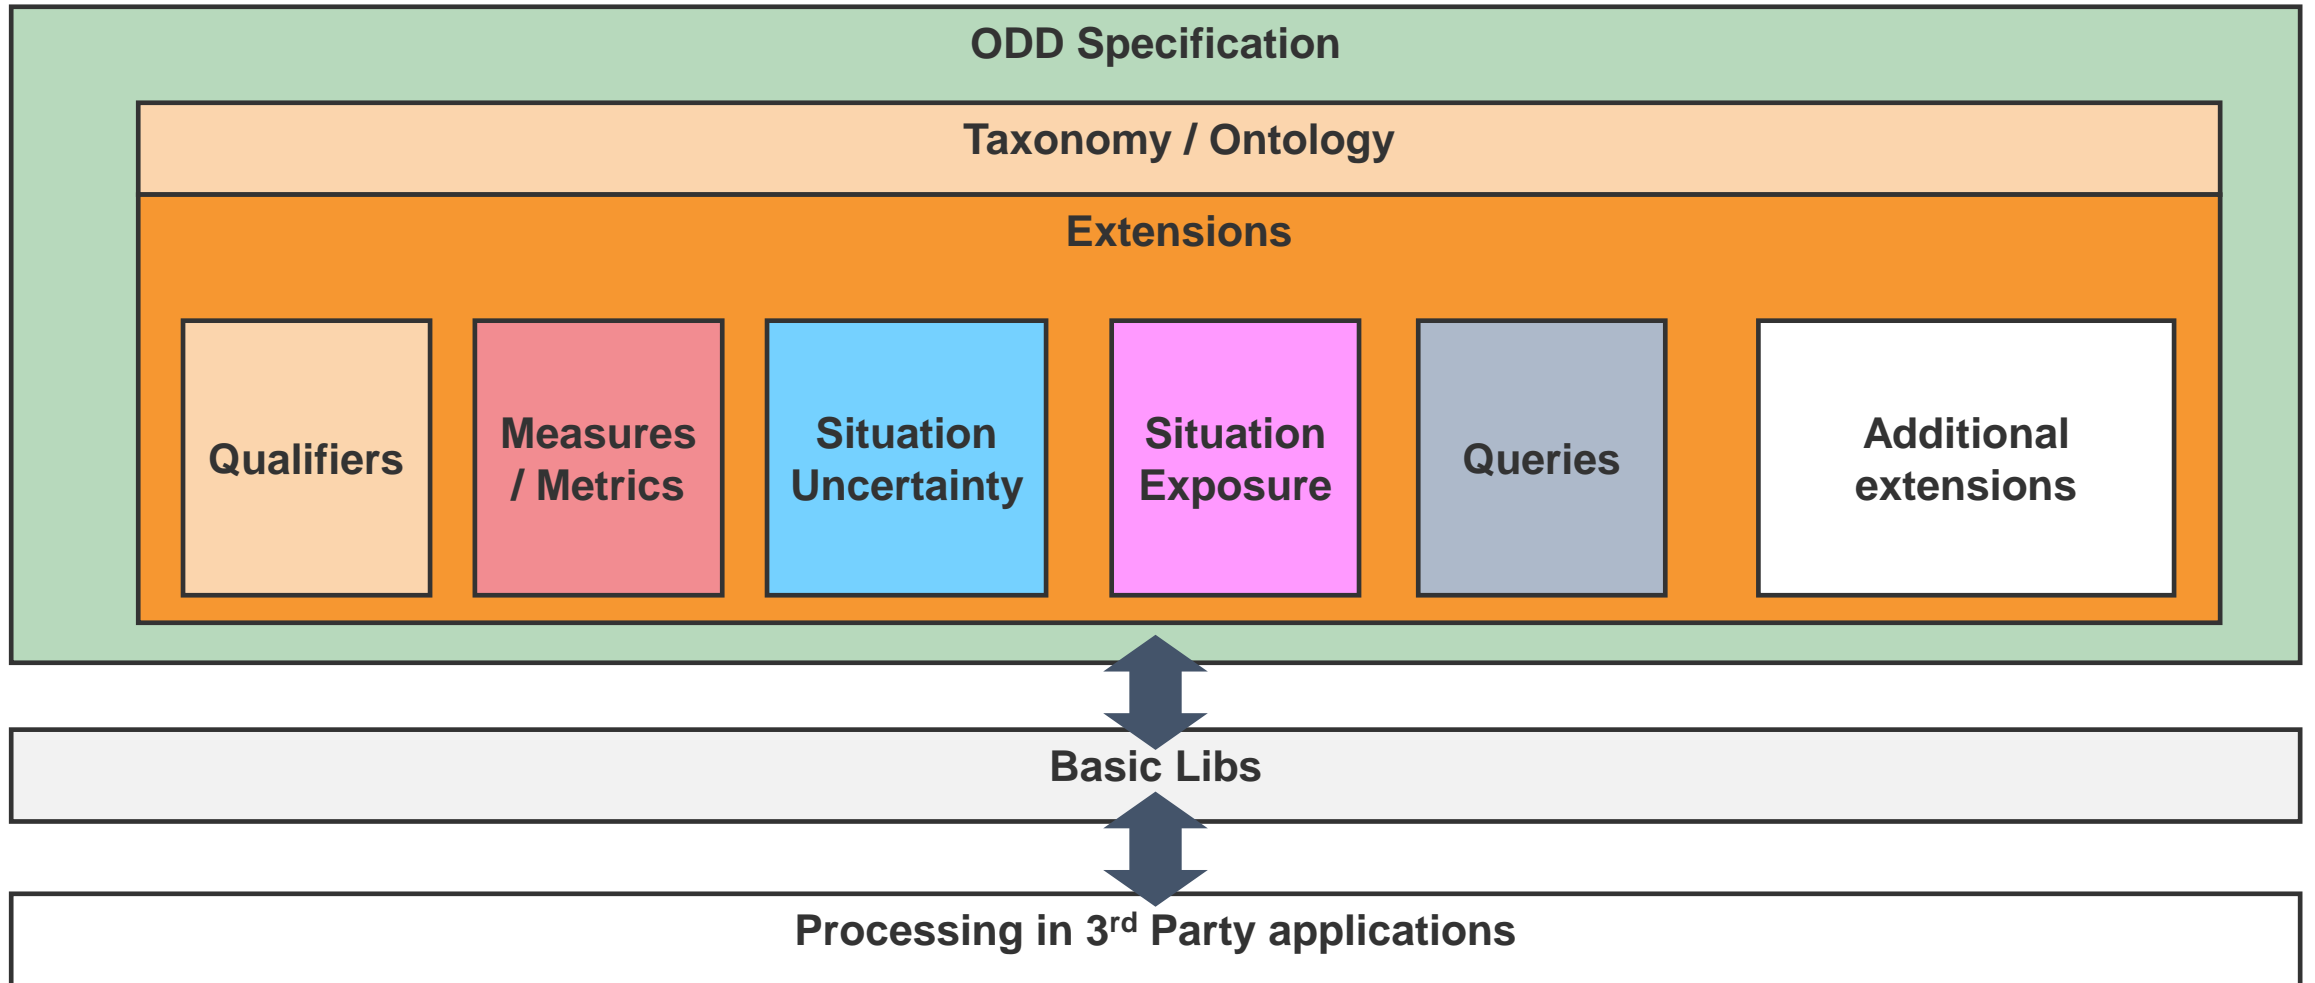 ODD Specification
Taxonomy / Ontology
Extensions
Qualifiers
Measures
/ Metrics
Situation
Uncertainty
Situation
Exposure
Queries
Additional
extensions
Basic Libs
Processing in 3rd Party applications